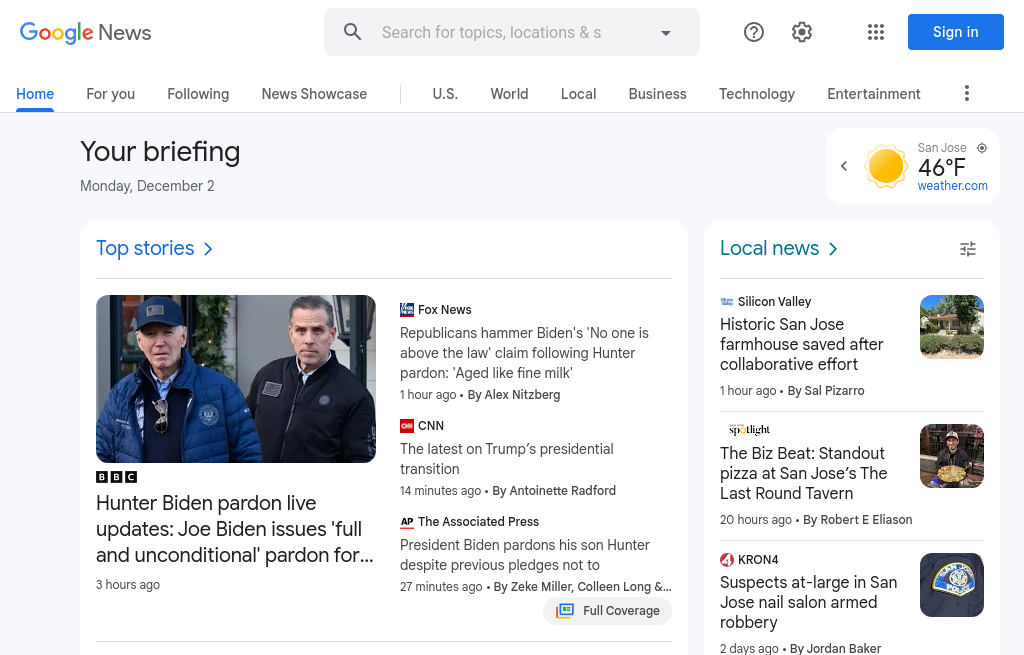 Google News
Search for topics, locations & s
Sign in
Home
For you
Following
News Showcase
U.S.
World
Local
Business
Technology
Entertainment
Your briefing
Monday, December 2
San Jose
46°F
weather.com
Top stories
BBC
Hunter Biden pardon live
updates: Joe Biden issues 'full
and unconditional' pardon for...
3 hours ago
Fox News
Republicans hammer Biden's 'No one is
above the law' claim following Hunter
pardon: 'Aged like fine milk'
1 hour ago • By Alex Nitzberg
CNN
The latest on Trump’s presidential
transition
14 minutes ago • By Antoinette Radford
AP The Associated Press
President Biden pardons his son Hunter
despite previous pledges not to
27 minutes ago • By Zeke Miller, Colleen Long &...
Full Coverage
Local news
Silicon Valley
Historic San Jose
farmhouse saved after
collaborative effort
1 hour ago • By Sal Pizarro
spotlight
The Biz Beat: Standout
pizza at San Jose’s The
Last Round Tavern
20 hours ago • By Robert E Eliason
4 KRON4
Suspects at-large in San
Jose nail salon armed
robbery
2 days ago • By Jordan Baker
SAN JOSE
POLICE